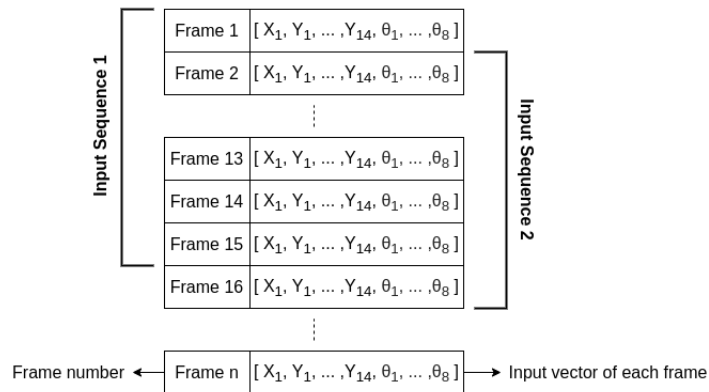 Input Sequence 1
Frame 1 [ X1, Y1, ... ,Y14, θ1, ... ,θ8 ]
Frame 2 [ X1, Y1, ... ,Y14, θ1, ... ,θ8 ]
Frame 13 [ X1, Y1, ... ,Y14, θ1, ... ,θ8 ]
Frame 14 [ X1, Y1, ... ,Y14, θ1, ... ,θ8 ]
Frame 15 [ X1, Y1, ... ,Y14, θ1, ... ,θ8 ]
Frame 16 [ X1, Y1, ... ,Y14, θ1, ... ,θ8 ]
Input Sequence 2
Frame number Frame n [ X1, Y1, ... ,Y14, θ1, ... ,θ8 ] Input vector of each frame